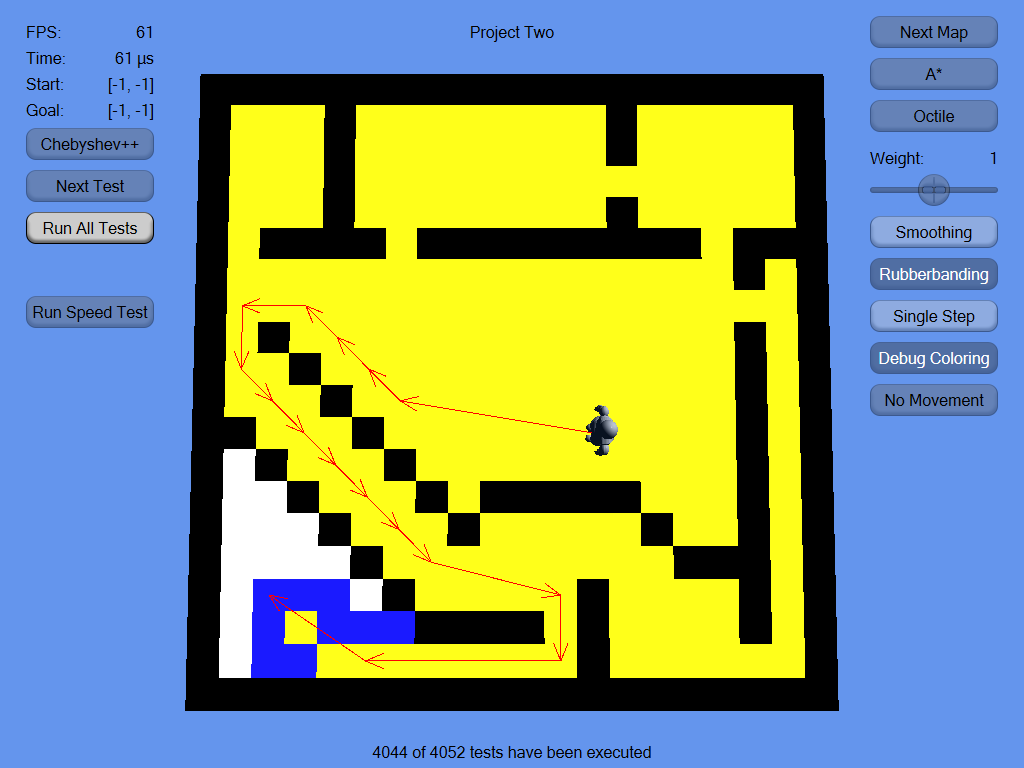 Project Two
FPS: 61
Time: 61 µs
Start: [-1, -1]
Goal: [-1, -1]
Chebyshev++
Next Test
Run All Tests
Run Speed Test
Next Map
A*
Octile
Weight: 1
Smoothing
Rubberbanding
Single Step
Debug Coloring
No Movement
4044 of 4052 tests have been executed